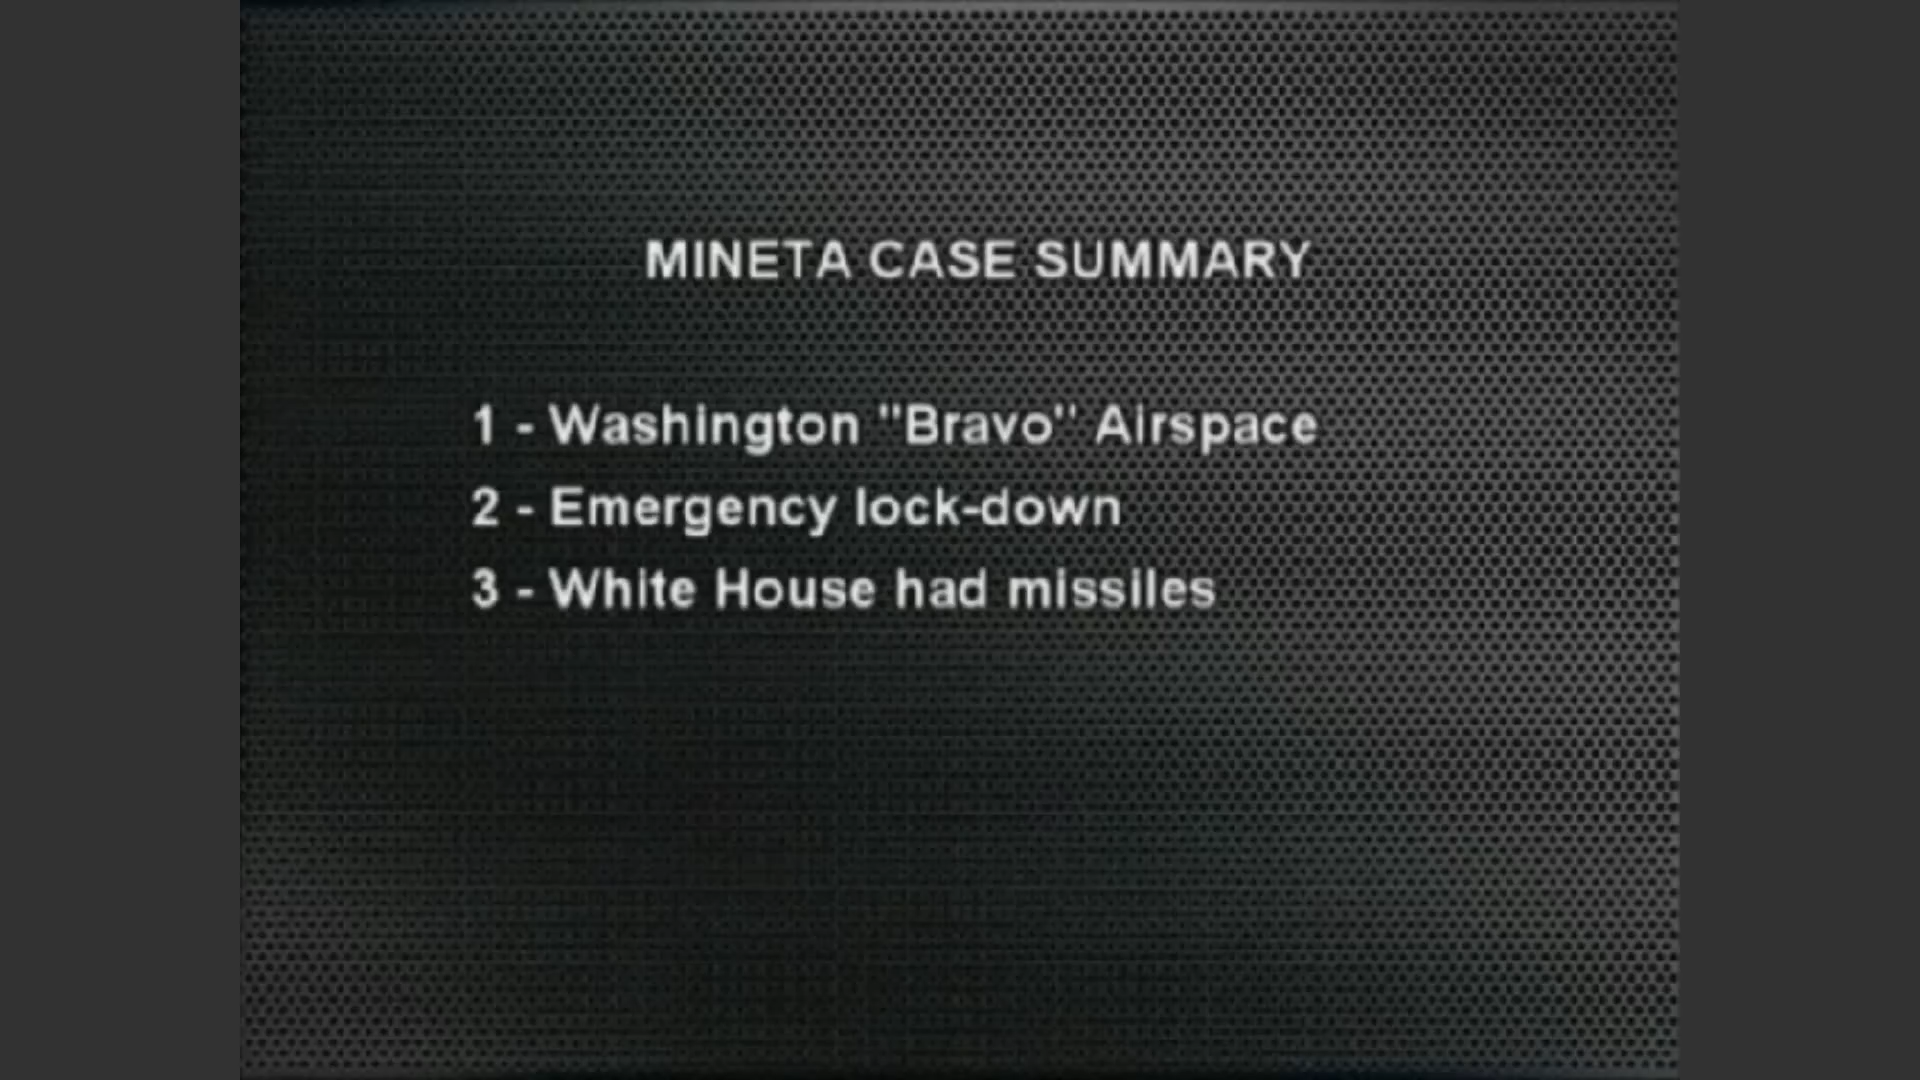 MINETA CASE SUMMARY
1 - Washington "Bravo" Airspace
2 - Emergency lock-down
3 - White House had missiles